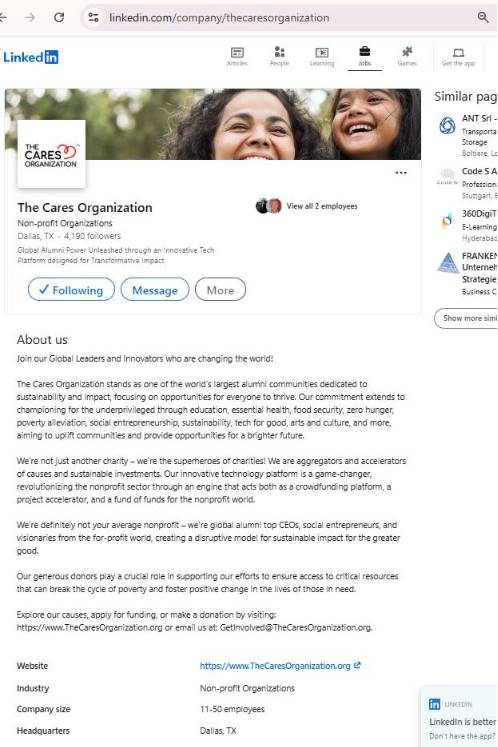 linkedin.com/company/thecaresorganization
Linked in
Articles
People
Learning
Jobs
Games
Get the app
THE
CARES
ORGANIZATION
The Cares Organization
Non-profit Organizations
Dallas, TX · 4,190 followers
Global Alumni Power Unleashed through an Innovative Tech
Platform designed for Transformative Impact
View all 2 employees
Following
Message
More
About us
Join our Global Leaders and Innovators who are changing the world!
The Cares Organization stands as one of the world's largest alumni communities dedicated to
sustainability and impact, focusing on opportunities for everyone to thrive. Our commitment extends to
championing for the underprivileged through education, essential health, food security, zero hunger,
poverty alleviation, social entrepreneurship, sustainability, tech for good, arts and culture, and more,
aiming to uplift communities and provide opportunities for a brighter future.
We're not just another charity – we're the superheroes of charities! We are aggregators and accelerators
of causes and sustainable investments. Our innovative technology platform is a game-changer,
revolutionizing the nonprofit sector through an engine that acts both as a crowdfunding platform, a
project accelerator, and a fund of funds for the nonprofit world.
We're definitely not your average nonprofit – we're global alumni top CEOs, social entrepreneurs, and
visionaries from the for-profit world, creating a disruptive model for sustainable impact for the greater
good.
Our generous donors play a crucial role in supporting our efforts to ensure access to critical resources
that can break the cycle of poverty and foster positive change in the lives of those in need.
Explore our causes, apply for funding, or make a donation by visiting:
https://www.TheCaresOrganization.org or email us at: GetInvolved@TheCaresOrganization.org.
Website
https://www.TheCaresOrganization.org
Industry
Non-profit Organizations
Company size
11-50 employees
Headquarters
Dallas, TX
Similar pag
ANT Srl -
Transporta
Storage
Boltiere, Lo
Code S A
Profession
Stuttgart, B
360DigiT
E-Learning
Hyderabad
FRANKEN
Unterneh
Strategie
Business C
Show more simi
LINKEDIN
LinkedIn is better
Don't have the app?